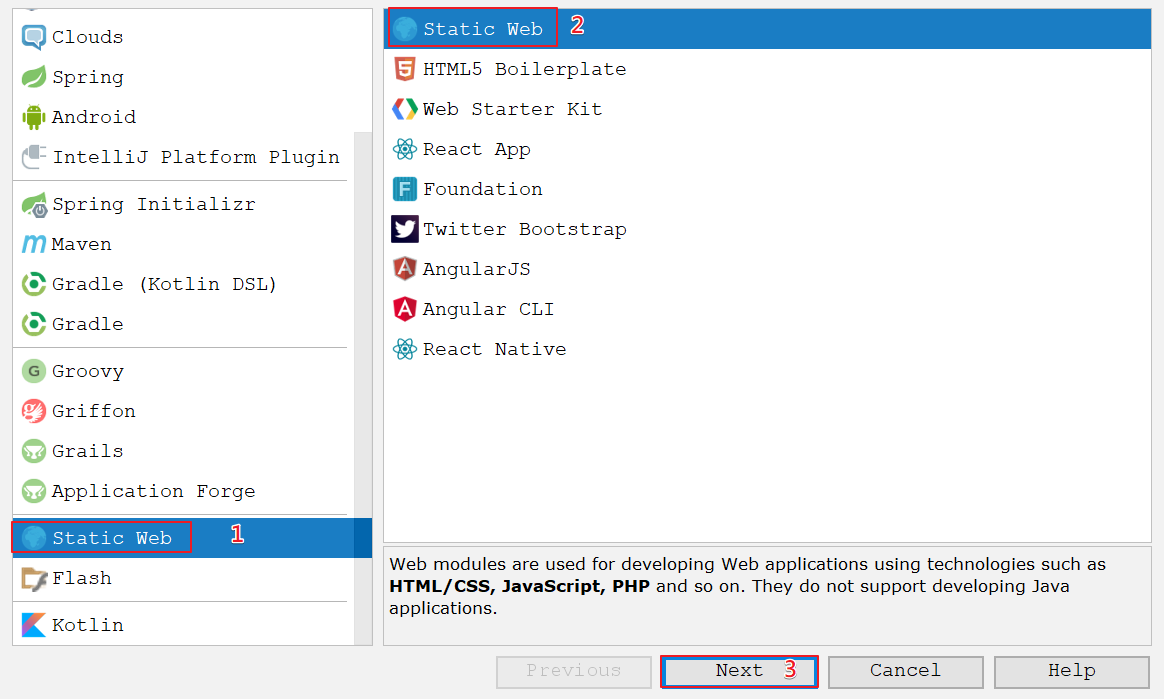 Clouds
Spring
Android
IntelliJ Platform Plugin
Spring Initializr
Maven
Gradle (Kotlin DSL)
Gradle
G Groovy
Griffon
Grails
Application Forge
Static Web 1
Flash
Kotlin
Static Web 2
HTML5 Boilerplate
Web Starter Kit
React App
F Foundation
Twitter Bootstrap
AngularJS
Angular CLI
React Native
Web modules are used for developing Web applications using technologies such as
HTML/CSS, JavaScript, PHP and so on. They do not support developing Java
applications.
Previous Next 3 Cancel Help